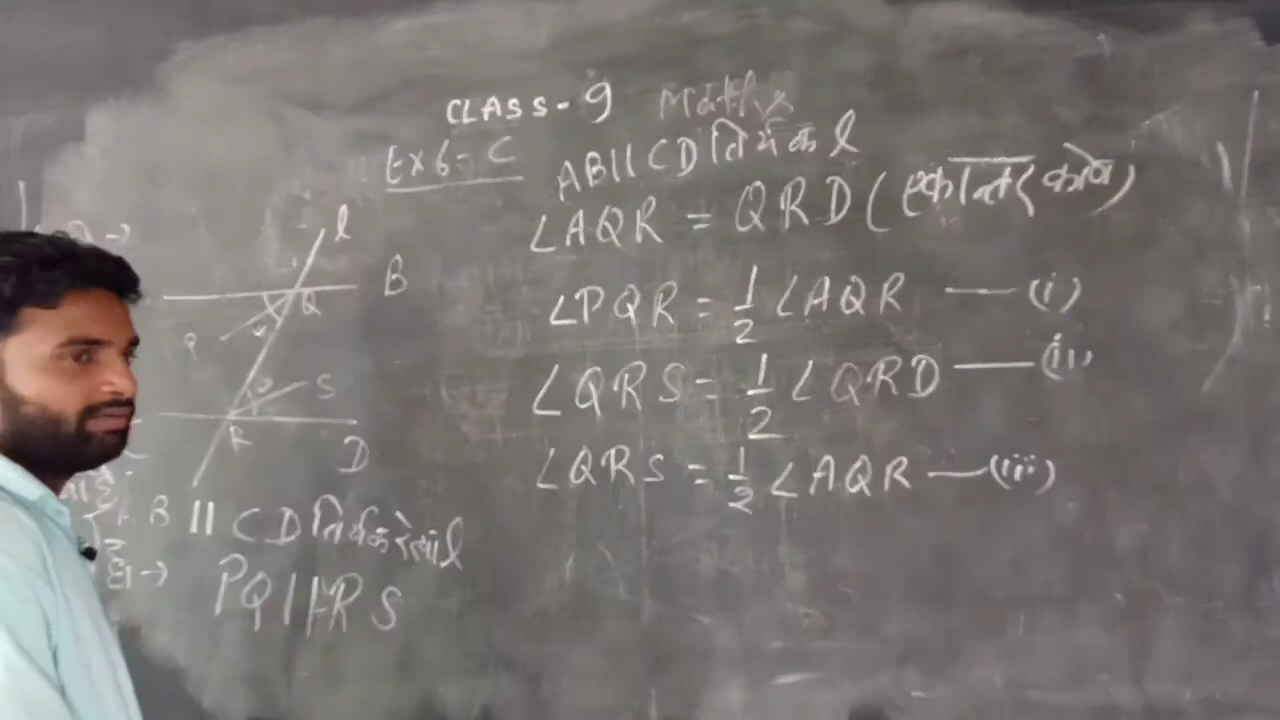 CLASS-9 Maths
Ex 6-C
AB||CD तिर्यक l
∠AQR = QRD (एकान्तर कोण)
∠PQR = 1/2 ∠AQR — (i)
∠QRS = 1/2 ∠QRD — (ii)
∠QRS = 1/2 ∠AQR — (iii)
l
B
Q
P
S
R
D
B || CD तिर्यक रेखा l
PQ||RS